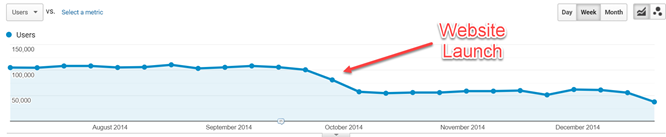 Users
VS.
Select a metric
Day
Week
Month
Users
Website
Launch
150,000
100,000
50,000
August 2014
September 2014
October 2014
November 2014
December 2014